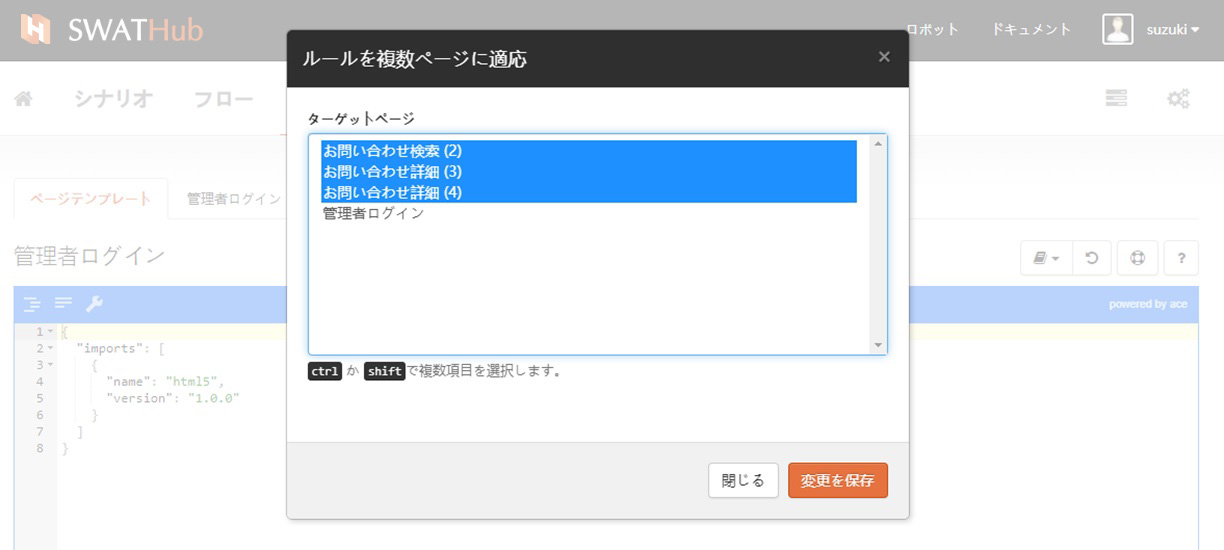 SWATHub
ロボット
ドキュメント
suzuki
ルールを複数ページに適応
×
シナリオ
フロー
ターゲットページ
お問い合わせ検索 (2)
お問い合わせ詳細 (3)
お問い合わせ詳細 (4)
管理者ログイン
ページテンプレート
管理者ログイン
管理者ログイン
?
powered by ace
1 {
2 "imports": [
3 {
4 "name": "html5",
5 "version": "1.0.0"
6 }
7 ]
8 }
ctrl か shift で複数項目を選択します。
閉じる
変更を保存